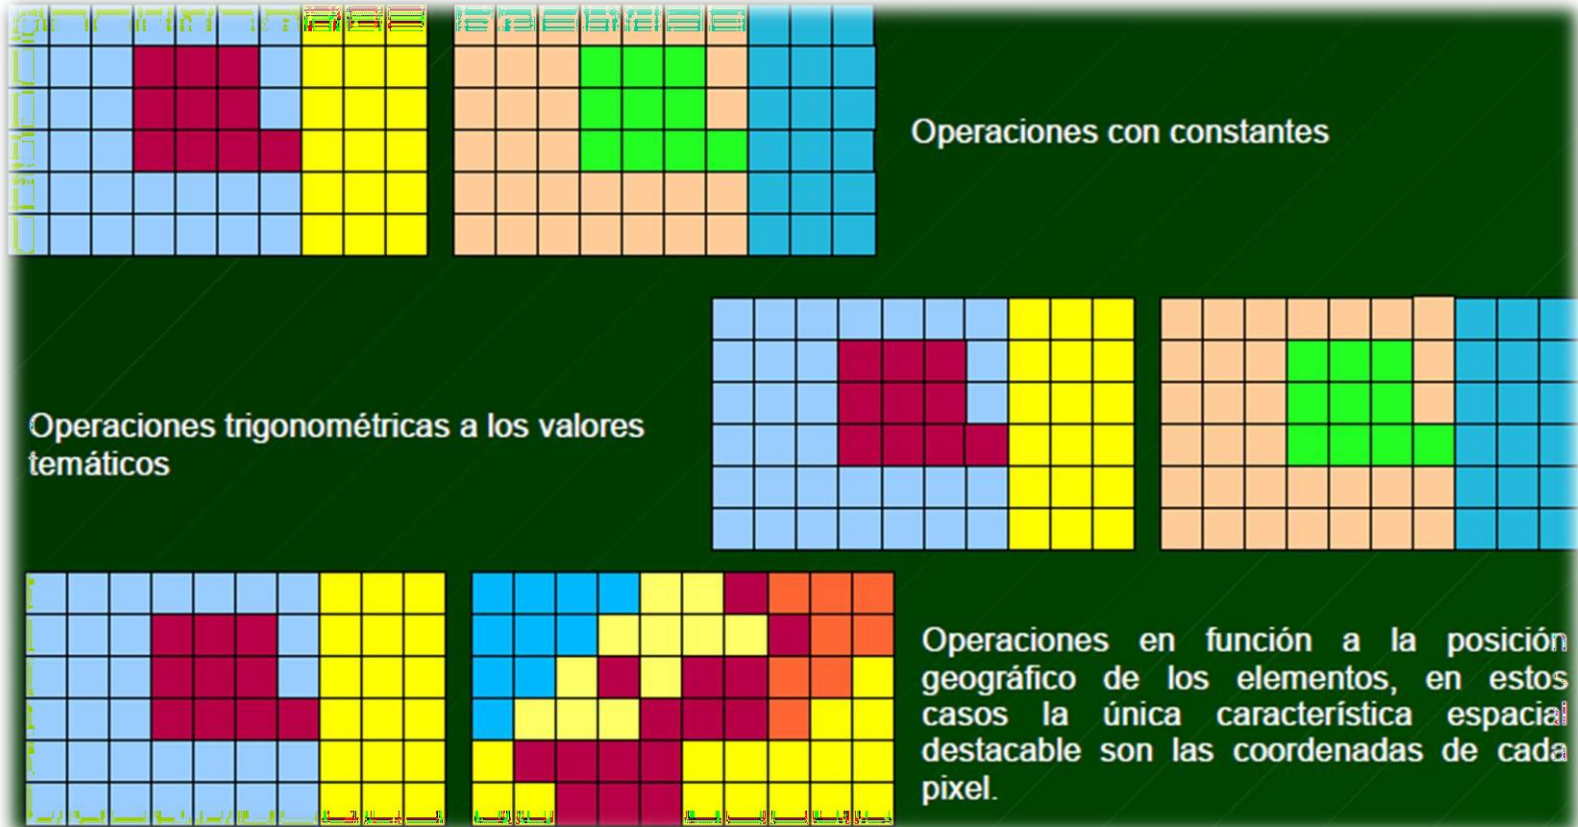 Operaciones con constantes
Operaciones trigonométricas a los valores
temáticos
Operaciones en función a la posición
geográfico de los elementos, en estos
casos la única característica espacial
destacable son las coordenadas de cada
pixel.